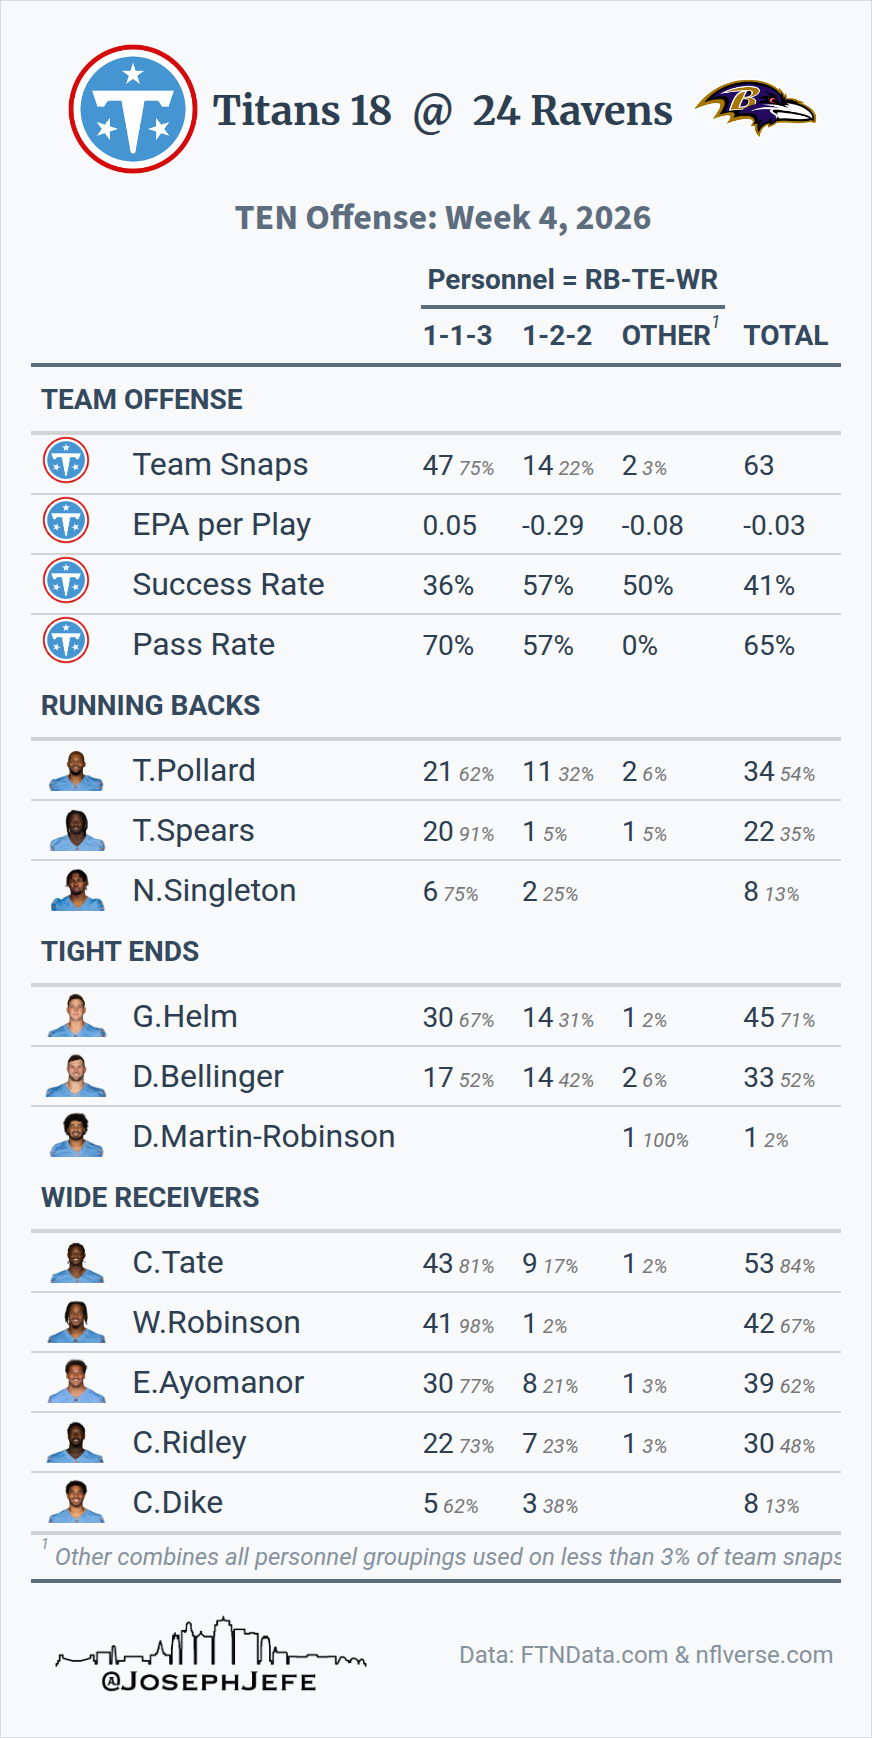 Titans 18 @ 24 Ravens
TEN Offense: Week 4, 2026
Personnel = RB-TE-WR
1-1-3 1-2-2 OTHER1 TOTAL
TEAM OFFENSE
Team Snaps 47 75% 14 22% 2 3% 63
EPA per Play 0.05 -0.29 -0.08 -0.03
Success Rate 36% 57% 50% 41%
Pass Rate 70% 57% 0% 65%
RUNNING BACKS
T.Pollard 21 62% 11 32% 2 6% 34 54%
T.Spears 20 91% 1 5% 1 5% 22 35%
N.Singleton 6 75% 2 25% 8 13%
TIGHT ENDS
G.Helm 30 67% 14 31% 1 2% 45 71%
D.Bellinger 17 52% 14 42% 2 6% 33 52%
D.Martin-Robinson 1 100% 1 2%
WIDE RECEIVERS
C.Tate 43 81% 9 17% 1 2% 53 84%
W.Robinson 41 98% 1 2% 42 67%
E.Ayomanor 30 77% 8 21% 1 3% 39 62%
C.Ridley 22 73% 7 23% 1 3% 30 48%
C.Dike 5 62% 3 38% 8 13%
1 Other combines all personnel groupings used on less than 3% of team snaps
@JOSEPHJEFE
Data: FTNData.com & nflverse.com